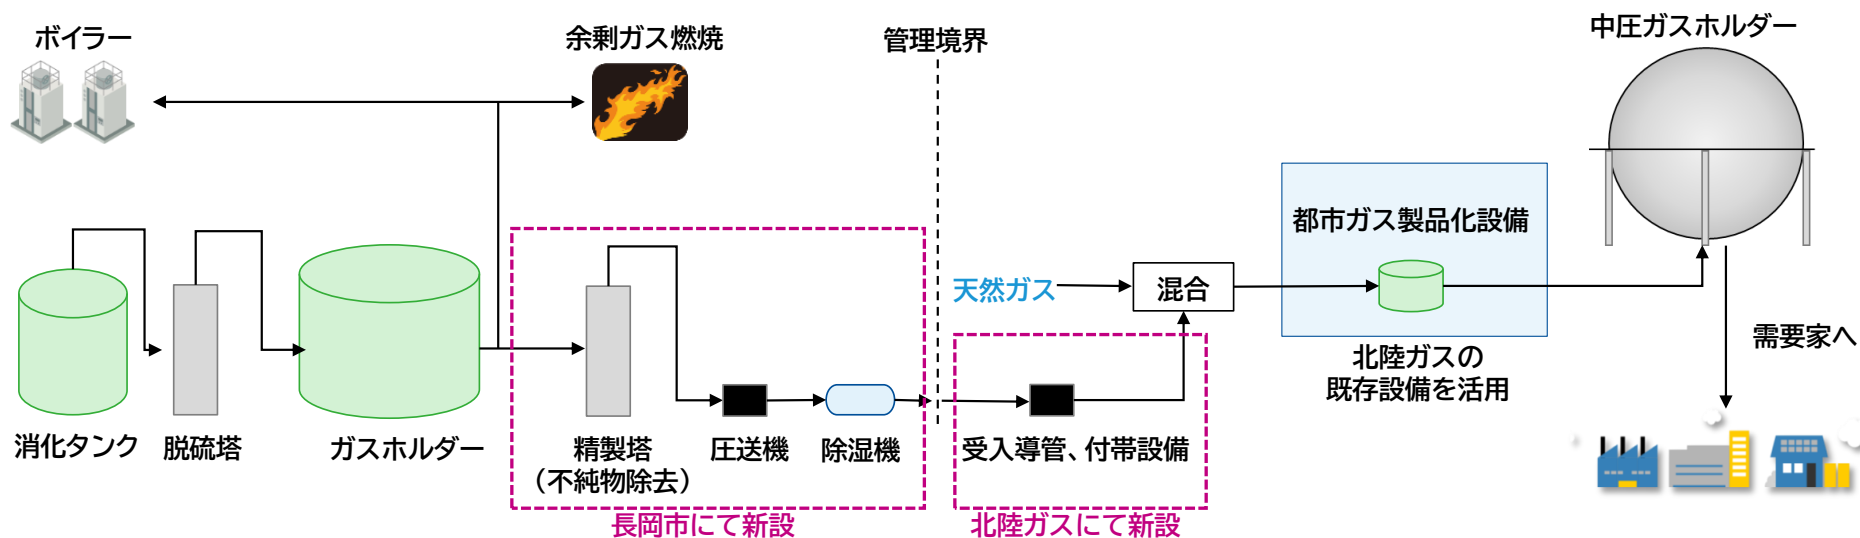 ボイラー
余剰ガス燃焼
管理境界
中圧ガスホルダー
都市ガス製品化設備
天然ガス
混合
需要家へ
北陸ガスの
既存設備を活用
消化タンク
脱硫塔
ガスホルダー
精製塔
（不純物除去）
圧送機
除湿機
受入導管、付帯設備
長岡市にて新設
北陸ガスにて新設